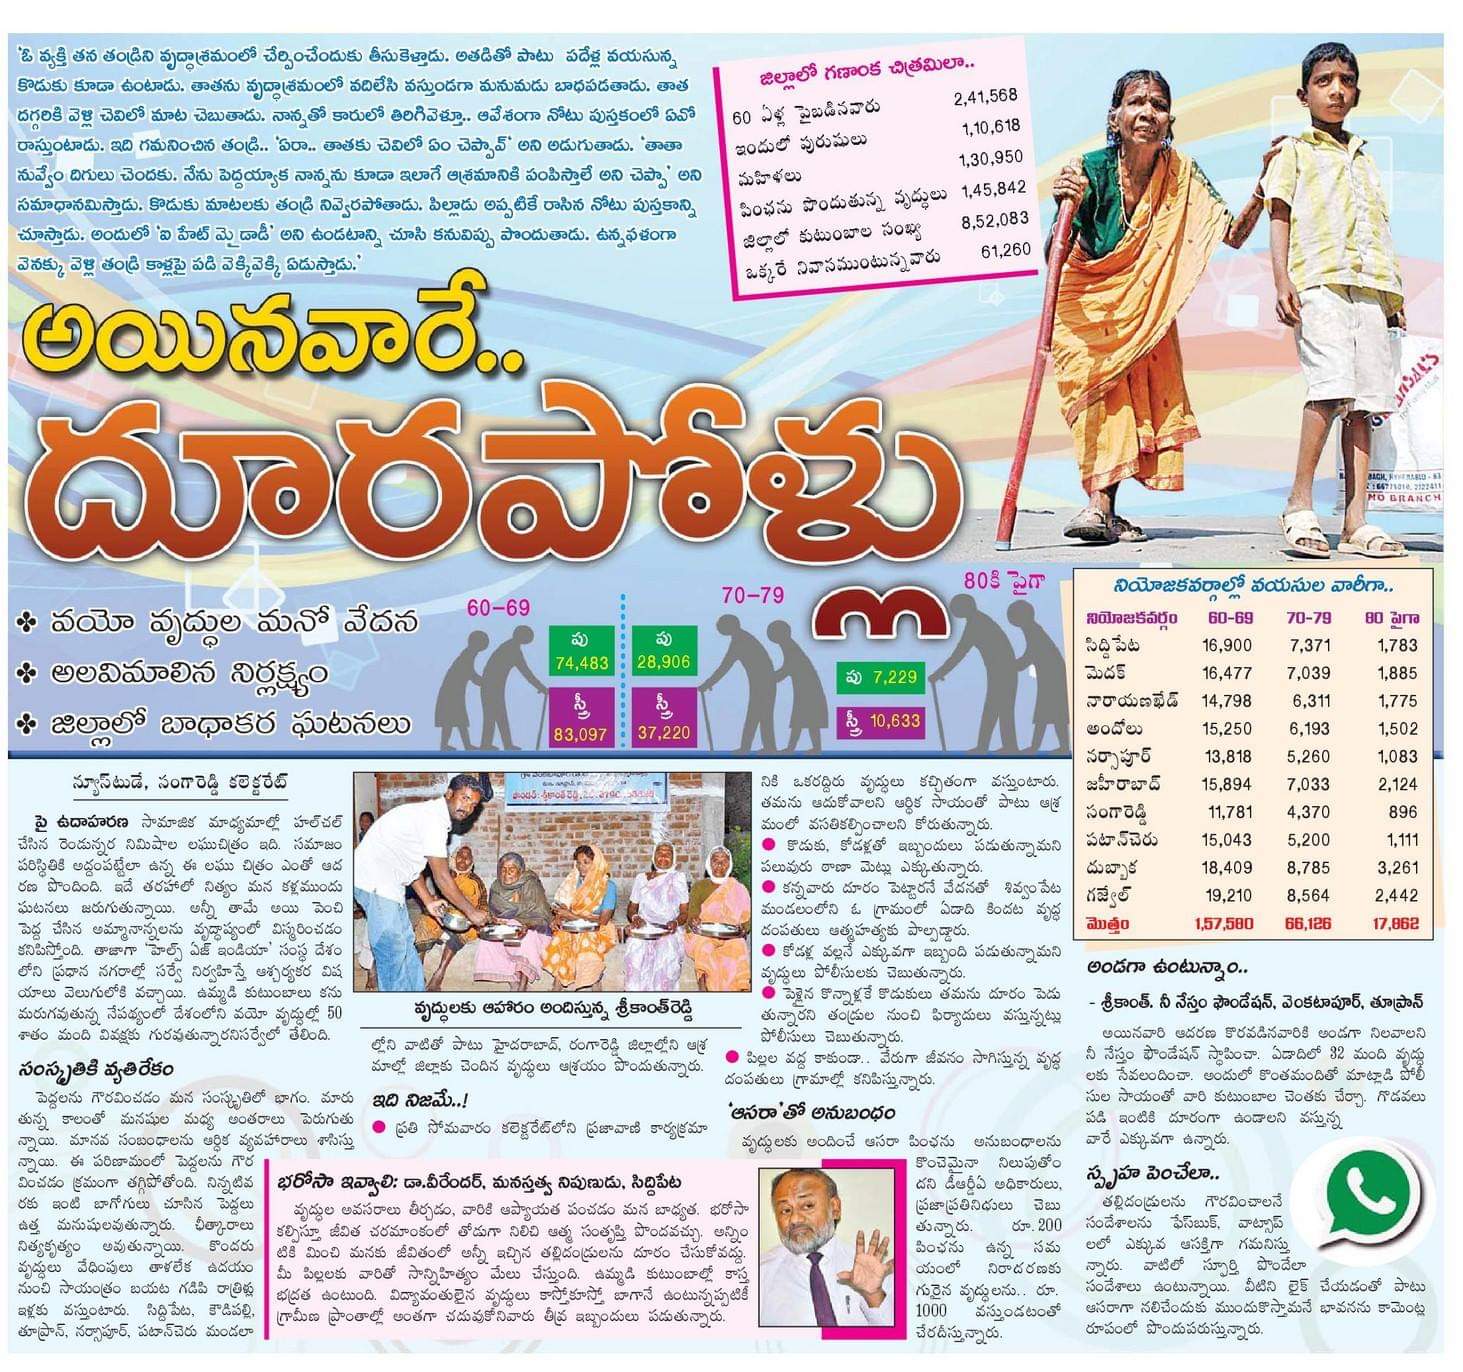 'ఓ వ్యక్తి తన తండ్రిని వృద్ధాశ్రమంలో చేర్పించేందుకు తీసుకెళ్తాడు. అతడితో పాటు పదేళ్ల వయసున్న
కొడుకు కూడా ఉంటాడు. తాతను వృద్ధాశ్రమంలో వదిలేసి వస్తుండగా మనుమడు బాధపడతాడు. తాత
దగ్గరికి వెళ్లి చెవిలో మాట చెబుతాడు. నాన్నతో కారులో తిరిగివెళ్తూ.. ఆవేశంగా నోటు పుస్తకంలో ఏవో
రాస్తుంటాడు. ఇది గమనించిన తండ్రి.. 'ఏరా.. తాతకు చెవిలో ఏం చెప్పావ్' అని అడుగుతాడు. 'తాతా
నువ్వేం దిగులు చెందకు. నేను పెద్దయ్యాక నాన్నను కూడా ఇలాగే ఆశ్రమానికి పంపిస్తాలే అని చెప్పా' అని
సమాధానమిస్తాడు. కొడుకు మాటలకు తండ్రి నివ్వెరపోతాడు. పిల్లాడు అప్పటికే రాసిన నోటు పుస్తకాన్ని
చూస్తాడు. అందులో 'ఐ హేట్ మై డాడీ' అని ఉండటాన్ని చూసి కనువిప్పు పొందుతాడు. ఉన్నఫళంగా
వెనక్కు వెళ్లి తండ్రి కాళ్లపై పడి వెక్కివెక్కి ఏడుస్తాడు.'
జిల్లాలో గణాంక చిత్రమిలా..
60 ఏళ్ల పైబడినవారు 2,41,568
ఇందులో పురుషులు 1,10,618
మహిళలు 1,30,950
పింఛను పొందుతున్న వృద్ధులు 1,45,842
జిల్లాలో కుటుంబాల సంఖ్య 8,52,083
ఒక్కరే నివాసముంటున్నవారు 61,260
అయినవారే..
దూరపోళ్లు
❖ వయో వృద్ధుల మనో వేదన
❖ అలవిమాలిన నిర్లక్ష్యం
❖ జిల్లాలో బాధాకర ఘటనలు
60-69
పు
74,483
స్త్రీ
83,097
70-79
పు
28,906
స్త్రీ
37,220
80కి పైగా
పు 7,229
స్త్రీ 10,633
MO BRANCH
నియోజకవర్గాల్లో వయసుల వారీగా..
నియోజకవర్గం 60-69 70-79 80 పైగా
సిద్దిపేట 16,900 7,371 1,783
మెదక్ 16,477 7,039 1,885
నారాయణఖేడ్ 14,798 6,311 1,775
అందోలు 15,250 6,193 1,502
నర్సాపూర్ 13,818 5,260 1,083
జహీరాబాద్ 15,894 7,033 2,124
సంగారెడ్డి 11,781 4,370 896
పటాన్‌చెరు 15,043 5,200 1,111
దుబ్బాక 18,409 8,785 3,261
గజ్వేల్ 19,210 8,564 2,442
మొత్తం 1,57,580 66,126 17,862
న్యూస్‌టుడే, సంగారెడ్డి కలెక్టరేట్
పై ఉదాహరణ సామాజిక మాధ్యమాల్లో హల్‌చల్
చేసిన రెండున్నర నిమిషాల లఘుచిత్రం ఇది. సమాజం
పరిస్థితికి అద్దంపట్టేలా ఉన్న ఈ లఘు చిత్రం ఎంతో ఆద
రణ పొందింది. ఇదే తరహాలో నిత్యం మన కళ్లముందు
ఘటనలు జరుగుతున్నాయి. అన్నీ తామే అయి పెంచి
పెద్ద చేసిన అమ్మానాన్నలను వృద్ధాప్యంలో విస్మరించడం
కనిపిస్తోంది. తాజాగా 'హెల్ప్ ఏజ్ ఇండియా' సంస్థ దేశం
లోని ప్రధాన నగరాల్లో సర్వే నిర్వహిస్తే ఆశ్చర్యకర విష
యాలు వెలుగులోకి వచ్చాయి. ఉమ్మడి కుటుంబాలు కను
మరుగవుతున్న నేపథ్యంలో దేశంలోని వయో వృద్ధుల్లో 50
శాతం మంది వివక్షకు గురవుతున్నారనిసర్వేలో తేలింది.
సంస్కృతికి వ్యతిరేకం
పెద్దలను గౌరవించడం మన సంస్కృతిలో భాగం. మారు
తున్న కాలంతో మనుషుల మధ్య అంతరాలు పెరుగుతు
న్నాయి. మానవ సంబంధాలను ఆర్థిక వ్యవహారాలు శాసిస్తు
న్నాయి. ఈ పరిణామంలో పెద్దలను గౌర
వించడం క్రమంగా తగ్గిపోతోంది. నిన్నటివ
రకు ఇంటి బాగోగులు చూసిన పెద్దలు
ఉత్త మనుషులవుతున్నారు. ఛీత్కారాలు
నిత్యకృత్యం అవుతున్నాయి. కొందరు
వృద్ధులు వేధింపులు తాళలేక ఉదయం
నుంచి సాయంత్రం బయట గడిపి రాత్రిళ్లు
ఇళ్లకు వస్తుంటారు. సిద్దిపేట, కౌడిపల్లి,
తూప్రాన్, నర్సాపూర్, పటాన్‌చెరు మండలా
వృద్ధులకు ఆహారం అందిస్తున్న శ్రీకాంత్‌రెడ్డి
ల్లోని వాటితో పాటు హైదరాబాద్, రంగారెడ్డి జిల్లాల్లోని ఆశ్ర
మాల్లో జిల్లాకు చెందిన వృద్ధులు ఆశ్రయం పొందుతున్నారు.
ఇది నిజమే..!
● ప్రతి సోమవారం కలెక్టరేట్‌లోని ప్రజావాణి కార్యక్రమా
నికి ఒకరిద్దరు వృద్ధులు కచ్చితంగా వస్తుంటారు.
తమను ఆదుకోవాలని ఆర్థిక సాయంతో పాటు ఆశ్ర
మంలో వసతికల్పించాలని కోరుతున్నారు.
● కొడుకు, కోడళ్లతో ఇబ్బందులు పడుతున్నామని
పలువురు ఠాణా మెట్లు ఎక్కుతున్నారు.
● కన్నవారు దూరం పెట్టారనే వేదనతో శివ్వంపేట
మండలంలోని ఓ గ్రామంలో ఏడాది కిందట వృద్ధ
దంపతులు ఆత్మహత్యకు పాల్పడ్డారు.
● కోడళ్ల వల్లనే ఎక్కువగా ఇబ్బంది పడుతున్నామని
వృద్ధులు పోలీసులకు చెబుతున్నారు.
● పెళ్లైన కొన్నాళ్లకే కొడుకులు తమను దూరం పెడు
తున్నారని తండ్రుల నుంచి ఫిర్యాదులు వస్తున్నట్లు
పోలీసులు చెబుతున్నారు.
● పిల్లల వద్ద కాకుండా.. వేరుగా జీవనం సాగిస్తున్న వృద్ధ
దంపతులు గ్రామాల్లో కనిపిస్తున్నారు.
'ఆసరా'తో అనుబంధం
వృద్ధులకు అందించే ఆసరా పింఛను అనుబంధాలను
కొంచెమైనా నిలుపుతోం
దని డీఆర్డీఏ అధికారులు,
ప్రజాప్రతినిధులు చెబు
తున్నారు. రూ.200
పింఛను ఉన్న సమ
యంలో నిరాదరణకు
గురైన వృద్ధులను.. రూ.
1000 వస్తుండటంతో
చేరదీస్తున్నారు.
భరోసా ఇవ్వాలి: డా.వీరేందర్, మనస్తత్వ నిపుణుడు, సిద్దిపేట
వృద్ధుల అవసరాలు తీర్చడం, వారికి ఆప్యాయత పంచడం మన బాధ్యత. భరోసా
కల్పిస్తూ జీవిత చరమాంకంలో తోడుగా నిలిచి ఆత్మ సంతృప్తి పొందవచ్చు. అన్నిం
టికి మించి మనకు జీవితంలో అన్నీ ఇచ్చిన తల్లిదండ్రులను దూరం చేసుకోవద్దు.
మీ పిల్లలకు వారితో సాన్నిహిత్యం మేలు చేస్తుంది. ఉమ్మడి కుటుంబాల్లో కాస్త
భద్రత ఉంటుంది. విద్యావంతులైన వృద్ధులు కాస్తోకూస్తో బాగానే ఉంటున్నప్పటికీ
గ్రామీణ ప్రాంతాల్లో అంతగా చదువుకోనివారు తీవ్ర ఇబ్బందులు పడుతున్నారు.
అండగా ఉంటున్నాం..
- శ్రీకాంత్. నీ నేస్తం ఫౌండేషన్, వెంకటాపూర్, తూప్రాన్
అయినవారి ఆదరణ కొరవడినవారికి అండగా నిలవాలని
నీ నేస్తం ఫౌండేషన్ స్థాపించా. ఏడాదిలో 32 మంది వృద్ధు
లకు సేవలందించా. అందులో కొంతమందితో మాట్లాడి పోలీ
సుల సాయంతో వారి కుటుంబాల చెంతకు చేర్చా. గొడవలు
పడి ఇంటికి దూరంగా ఉండాలని వస్తున్న
వారే ఎక్కువగా ఉన్నారు.
స్పృహ పెంచేలా..
తల్లిదండ్రులను గౌరవించాలనే
సందేశాలను ఫేస్‌బుక్, వాట్సాప్
లలో ఎక్కువ ఆసక్తిగా గమనిస్తు
న్నారు. వాటిలో స్ఫూర్తి పొందేలా
సందేశాలు ఉంటున్నాయి. వీటిని లైక్ చేయడంతో పాటు
ఆసరాగా నలిచేందుకు ముందుకొస్తామనే భావనను కామెంట్ల
రూపంలో పొందుపరుస్తున్నారు.